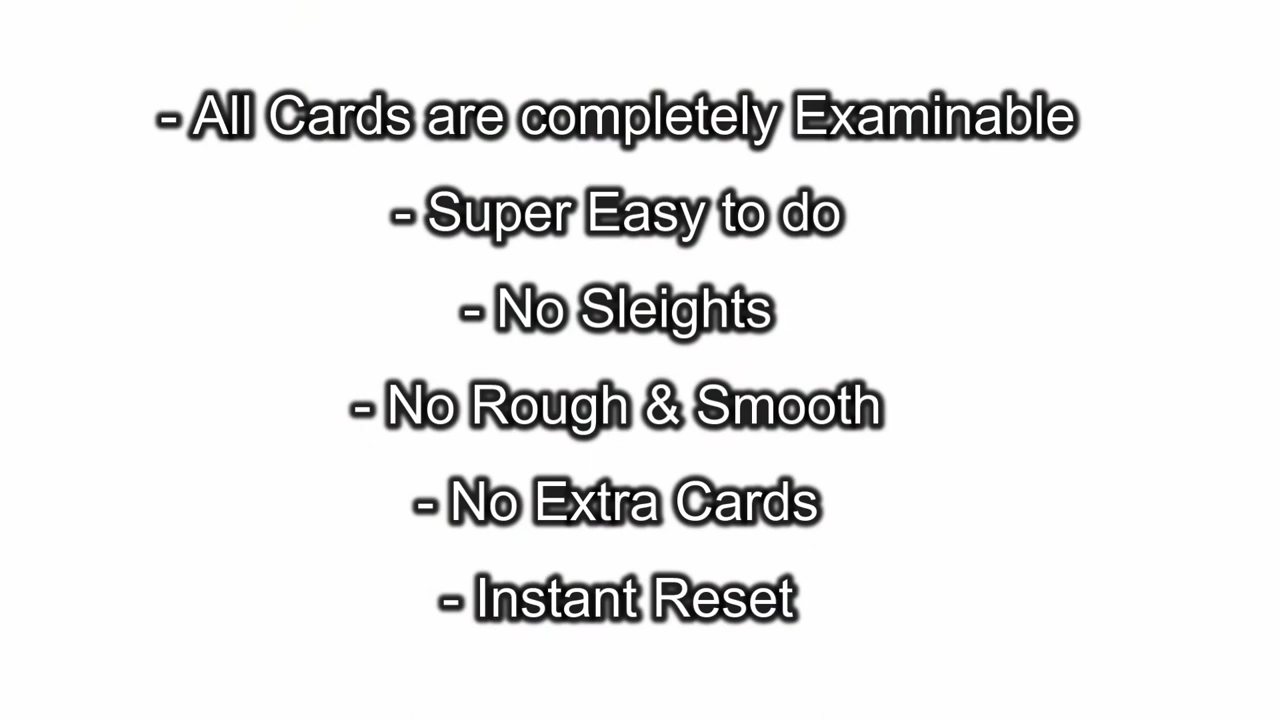 - All Cards are completely Examinable
- Super Easy to do
- No Sleights
- No Rough & Smooth
- No Extra Cards
- Instant Reset